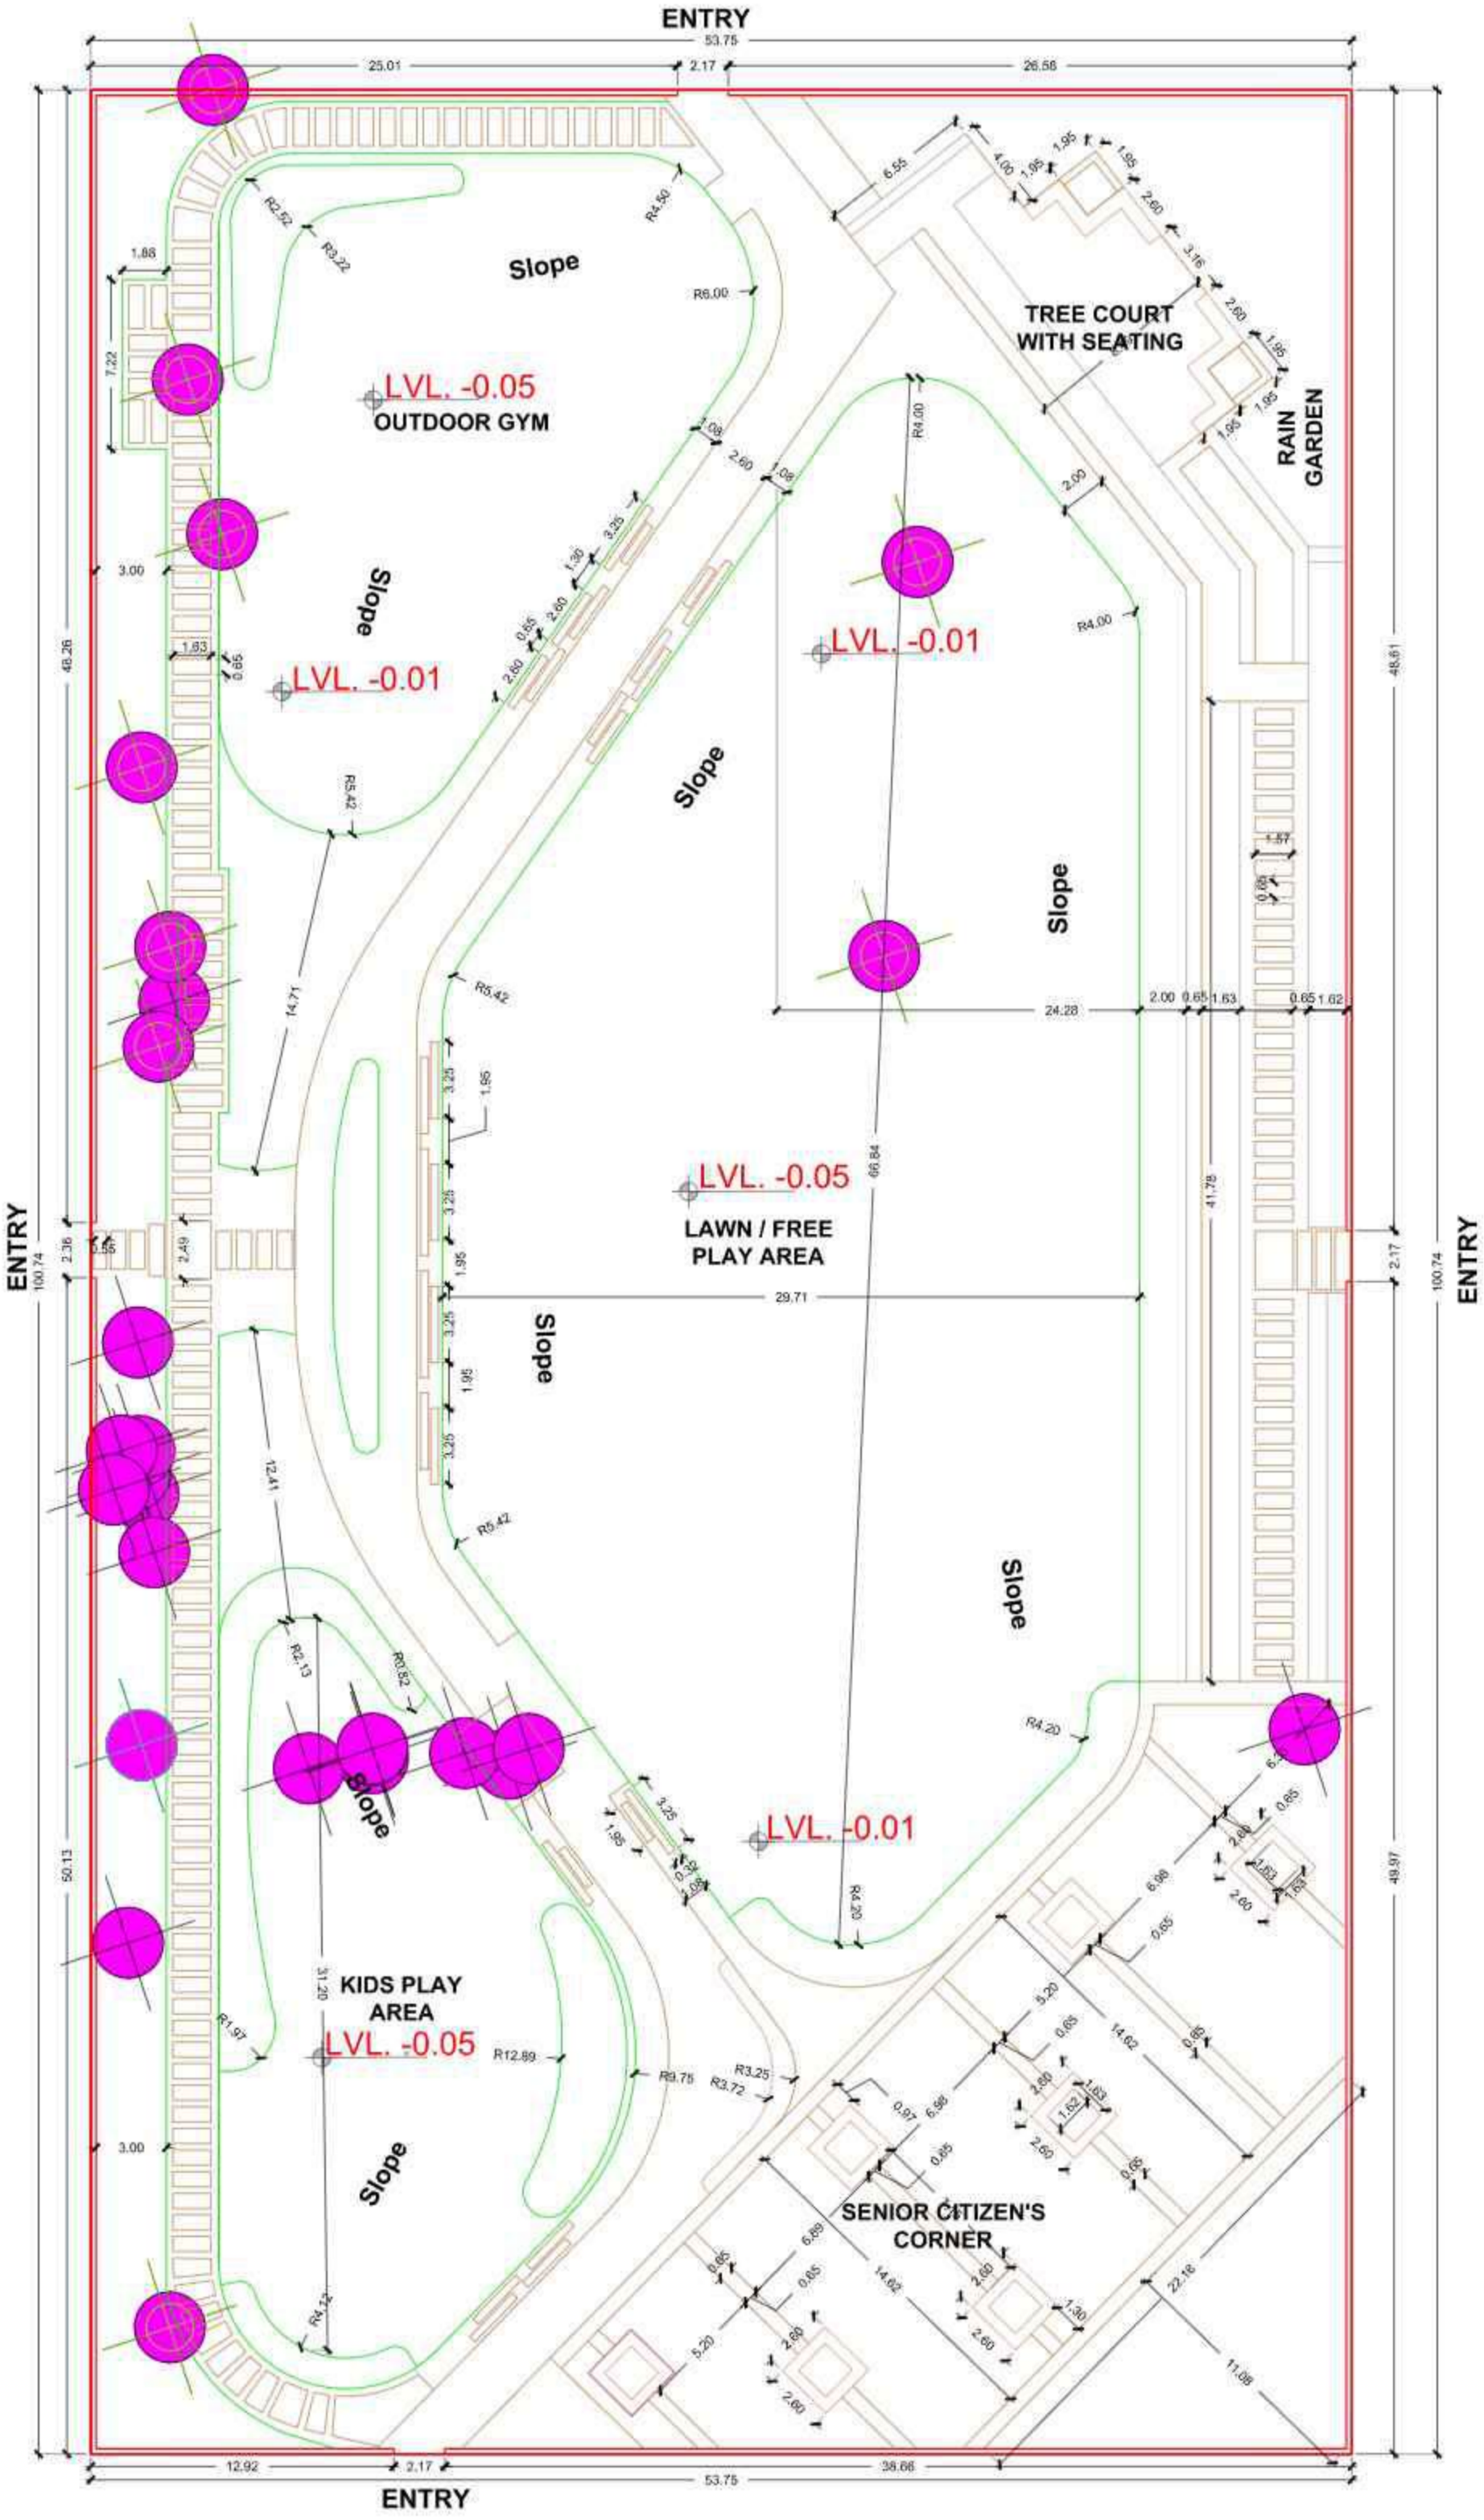 ENTRY
53.75
25.01
2.17
26.58
6.55
4.00
1.95
1.95
1.95
2.60
3.16
2.60
1.95
1.95
1.95
R2.52
R3.22
R4.50
1.88
Slope
R6.00
TREE COURT
WITH SEATING
7.22
LVL. -0.05
OUTDOOR GYM
RAIN
GARDEN
R4.00
1.08
2.60
1.08
2.00
3.25
1.30
2.60
0.65
2.60
3.00
Slope
R4.00
LVL. -0.01
48.26
1.63
0.65
LVL. -0.01
48.61
Slope
R5.42
1.57
0.65
Slope
14.71
R5.42
24.28
2.00
0.65
1.63
0.65
1.62
3.25
1.95
66.84
41.78
LVL. -0.05
3.25
LAWN / FREE
PLAY AREA
ENTRY
100.74
2.36
0.55
2.49
1.95
29.71
2.17
100.74
ENTRY
Slope
3.25
1.95
3.25
12.41
R5.42
Slope
R2.13
R0.82
R4.20
Slope
3.25
1.95
1.08
LVL. -0.01
0.65
2.60
1.63
1.63
2.60
50.13
49.97
R4.20
6.98
0.65
31.20
KIDS PLAY
AREA
LVL. -0.05
R1.97
R12.89
R9.75
R3.25
R3.72
5.20
0.65
14.62
0.65
2.60
1.63
1.62
2.60
0.97
6.98
0.65
0.65
3.00
Slope
SENIOR CITIZEN'S
CORNER
6.89
0.65
0.65
14.62
2.60
1.30
2.60
22.16
R4.12
5.20
2.60
2.60
11.08
12.92
2.17
38.66
53.75
ENTRY